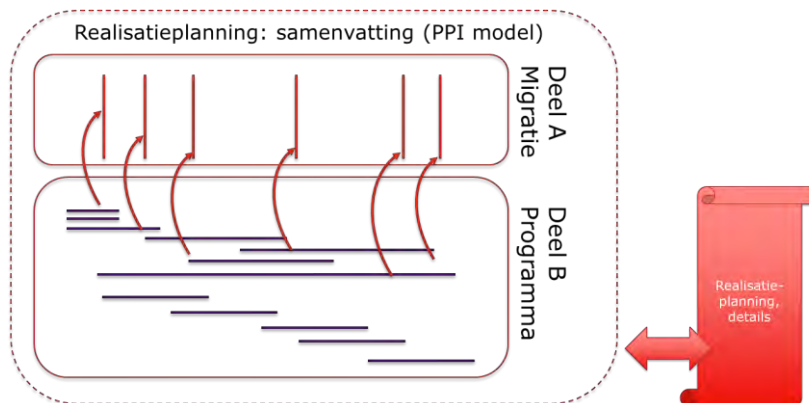 Realisatieplanning: samenvatting (PPI model)
Deel A
Migratie
Deel B
Programma
Realisatie-
planning,
details